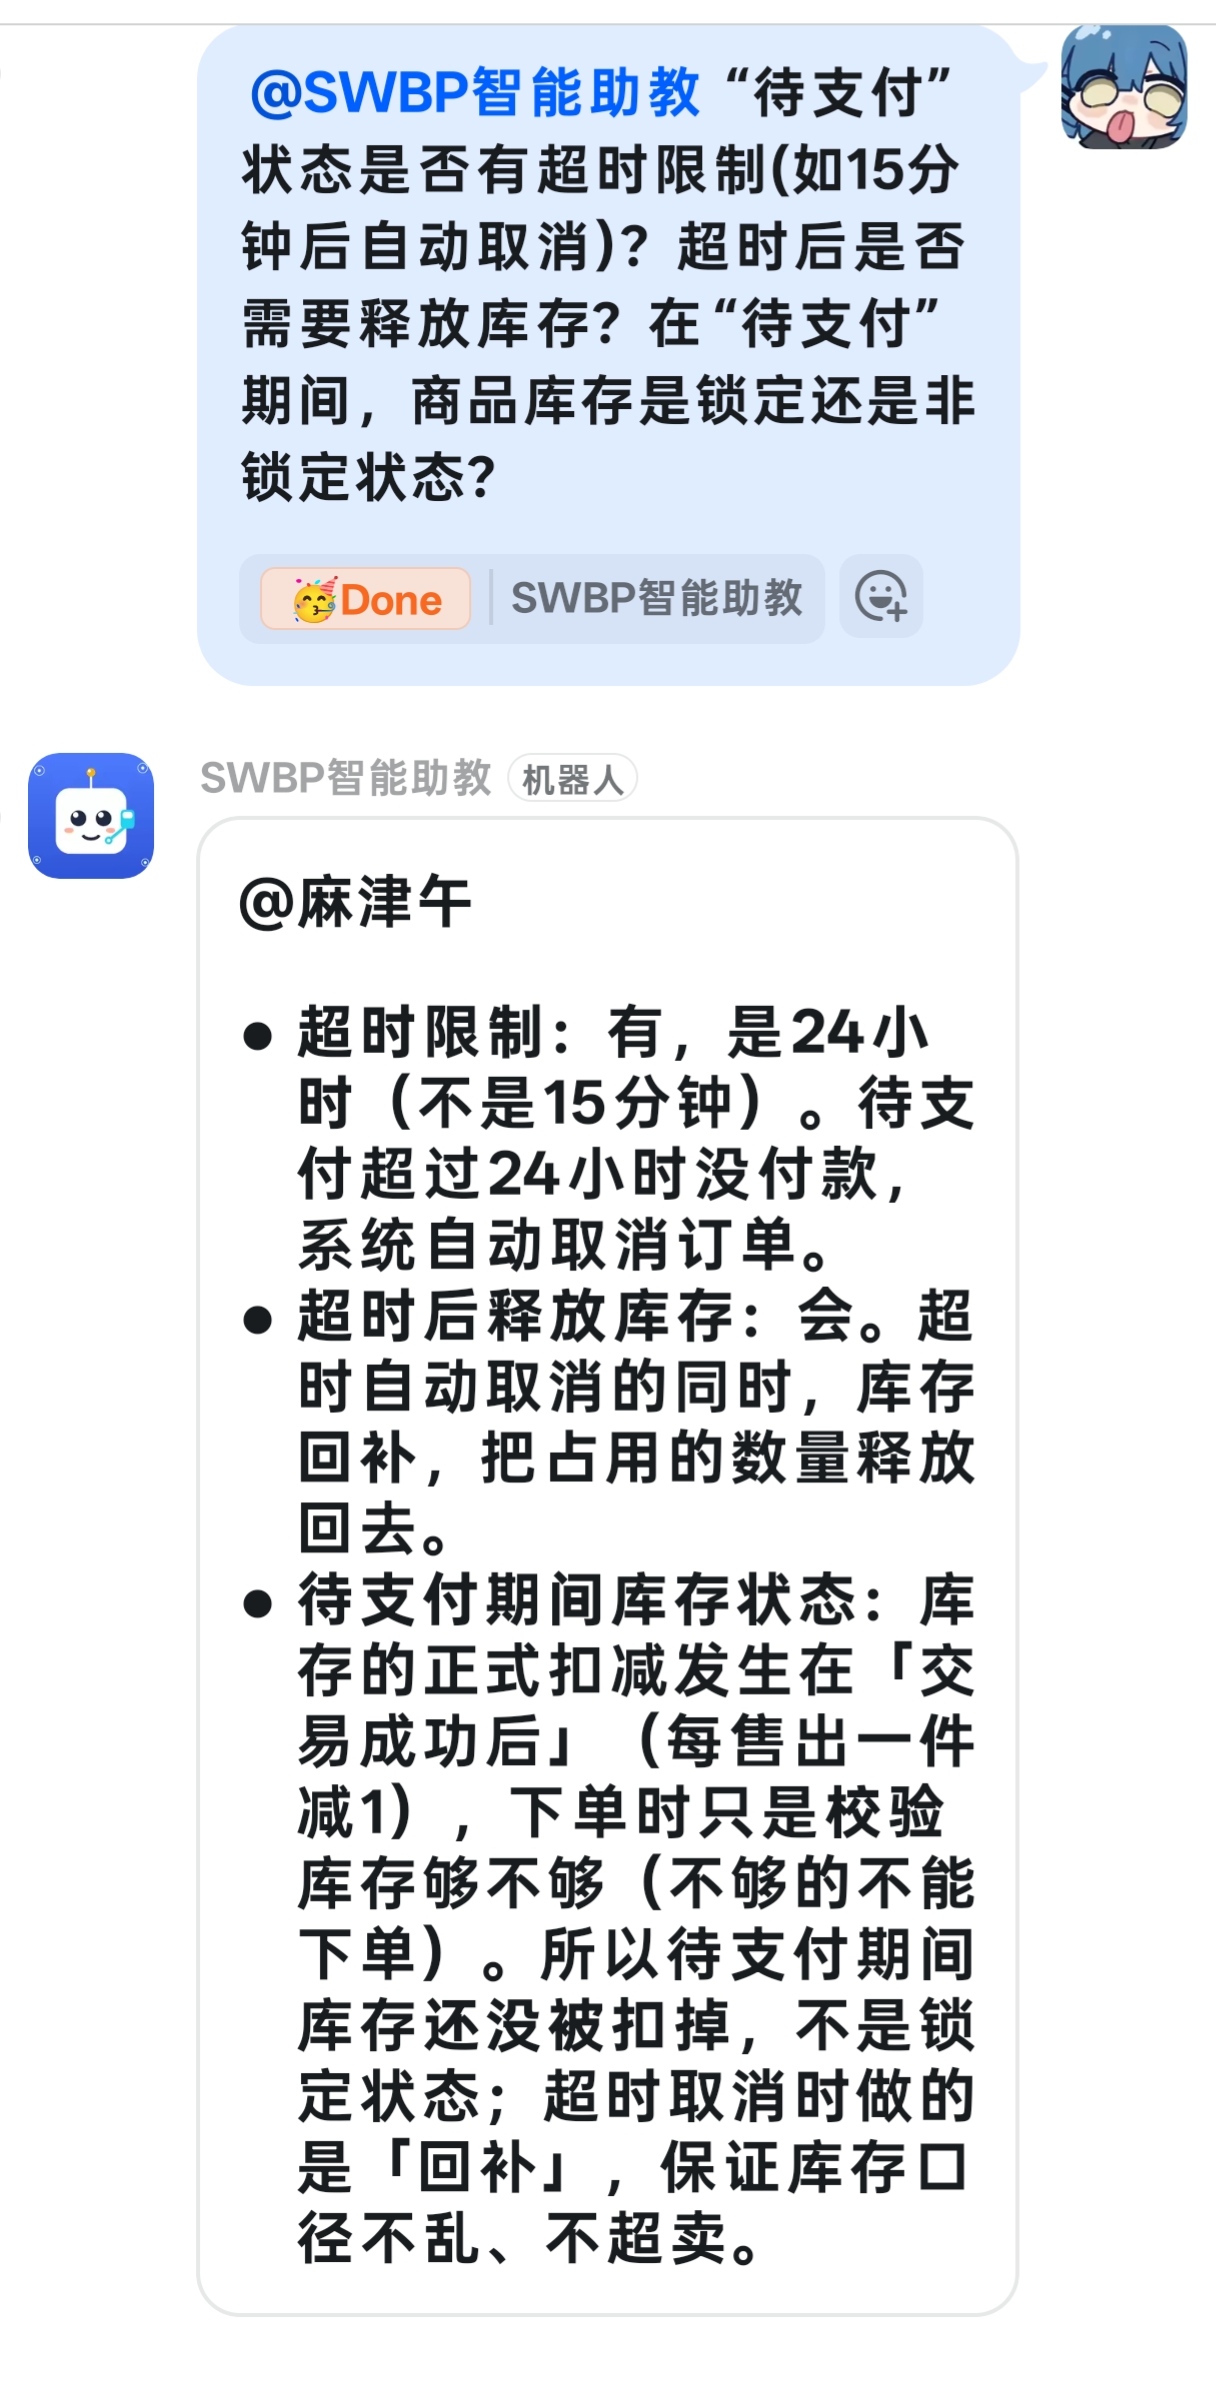 @SWBP智能助教 “待支付”
状态是否有超时限制(如15分
钟后自动取消)？超时后是否
需要释放库存？在“待支付”
期间，商品库存是锁定还是非
锁定状态？
Done SWBP智能助教
SWBP智能助教 机器人
@麻津午
• 超时限制：有，是24小
时（不是15分钟）。待支
付超过24小时没付款，
系统自动取消订单。
• 超时后释放库存：会。超
时自动取消的同时，库存
回补，把占用的数量释放
回去。
• 待支付期间库存状态：库
存的正式扣减发生在「交
易成功后」（每售出一件
减1），下单时只是校验
库存够不够（不够的不能
下单）。所以待支付期间
库存还没被扣掉，不是锁
定状态；超时取消时做的
是「回补」，保证库存口
径不乱、不超卖。